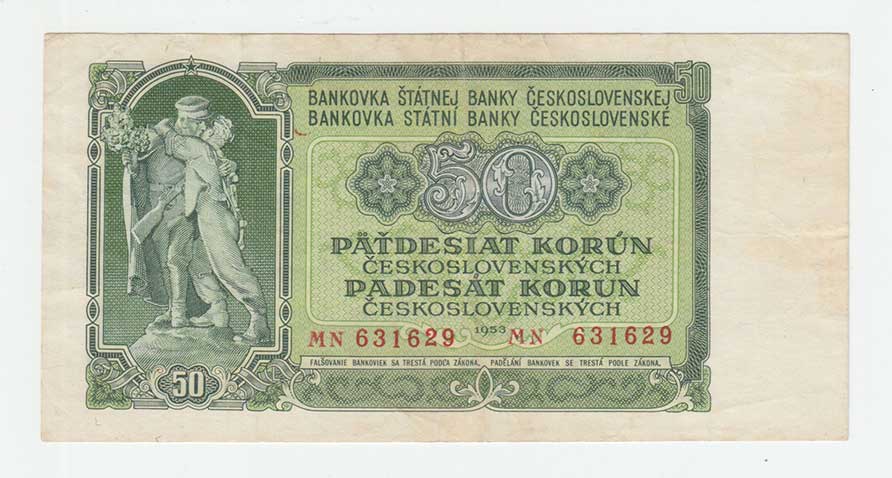 50
BANKOVKA ŠTÁTNEJ BANKY ČESKOSLOVENSKEJ
BANKOVKA STÁTNÍ BANKY ČESKOSLOVENSKÉ
50
PÄŤDESIAT KORÚN
ČESKOSLOVENSKÝCH
PADESÁT KORUN
ČESKOSLOVENSKÝCH
MN 631629 1953 MN 631629
FALŠOVANIE BANKOVIEK SA TRESTÁ PODĽA ZÁKONA. PADĚLÁNÍ BANKOVEK SE TRESTÁ PODLE ZÁKONA.
50